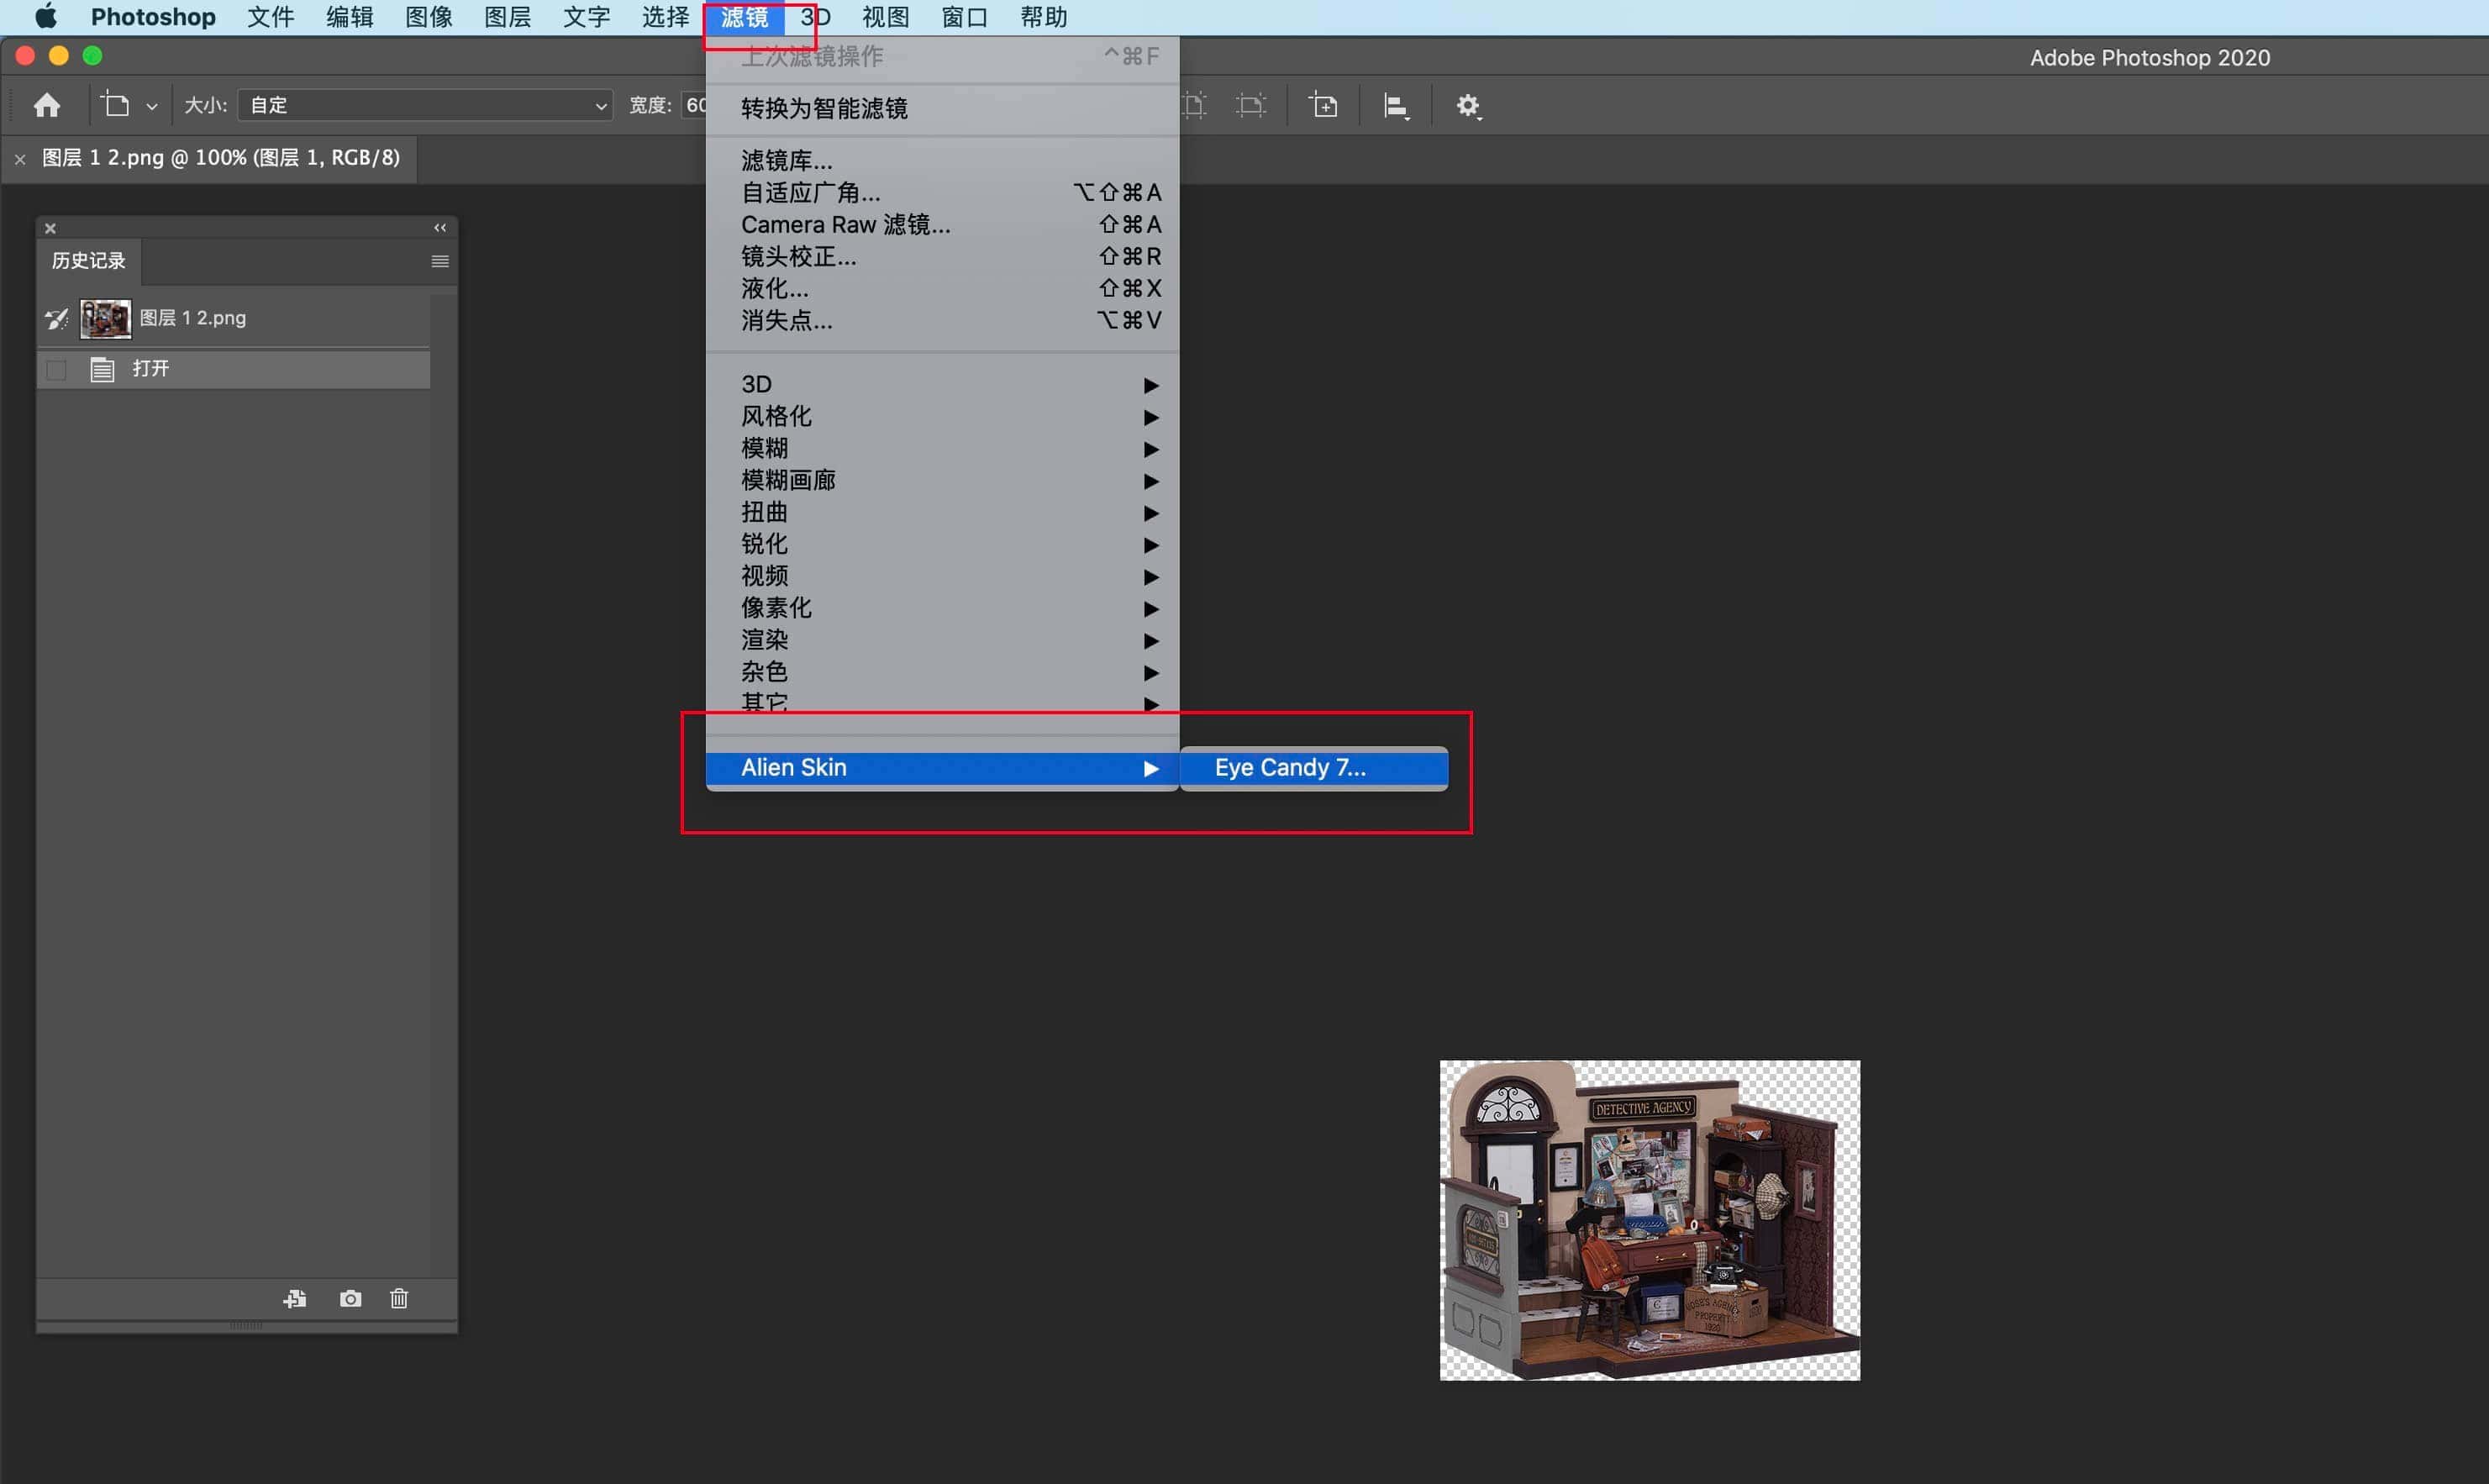 Photoshop 文件 编辑 图像 图层 文字 选择 滤镜 3D 视图 窗口 帮助
Adobe Photoshop 2020
大小: 自定 宽度: 60
× 图层 1 2.png @ 100% (图层 1, RGB/8)
历史记录
图层 1 2.png
打开
上次滤镜操作 ^⌘F
转换为智能滤镜
滤镜库...
自适应广角... ⌥⇧⌘A
Camera Raw 滤镜... ⇧⌘A
镜头校正... ⇧⌘R
液化... ⇧⌘X
消失点... ⌥⌘V
3D
风格化
模糊
模糊画廊
扭曲
锐化
视频
像素化
渲染
杂色
其它
Alien Skin
Eye Candy 7...
DETECTIVE AGENCY
PROPERTY
1920